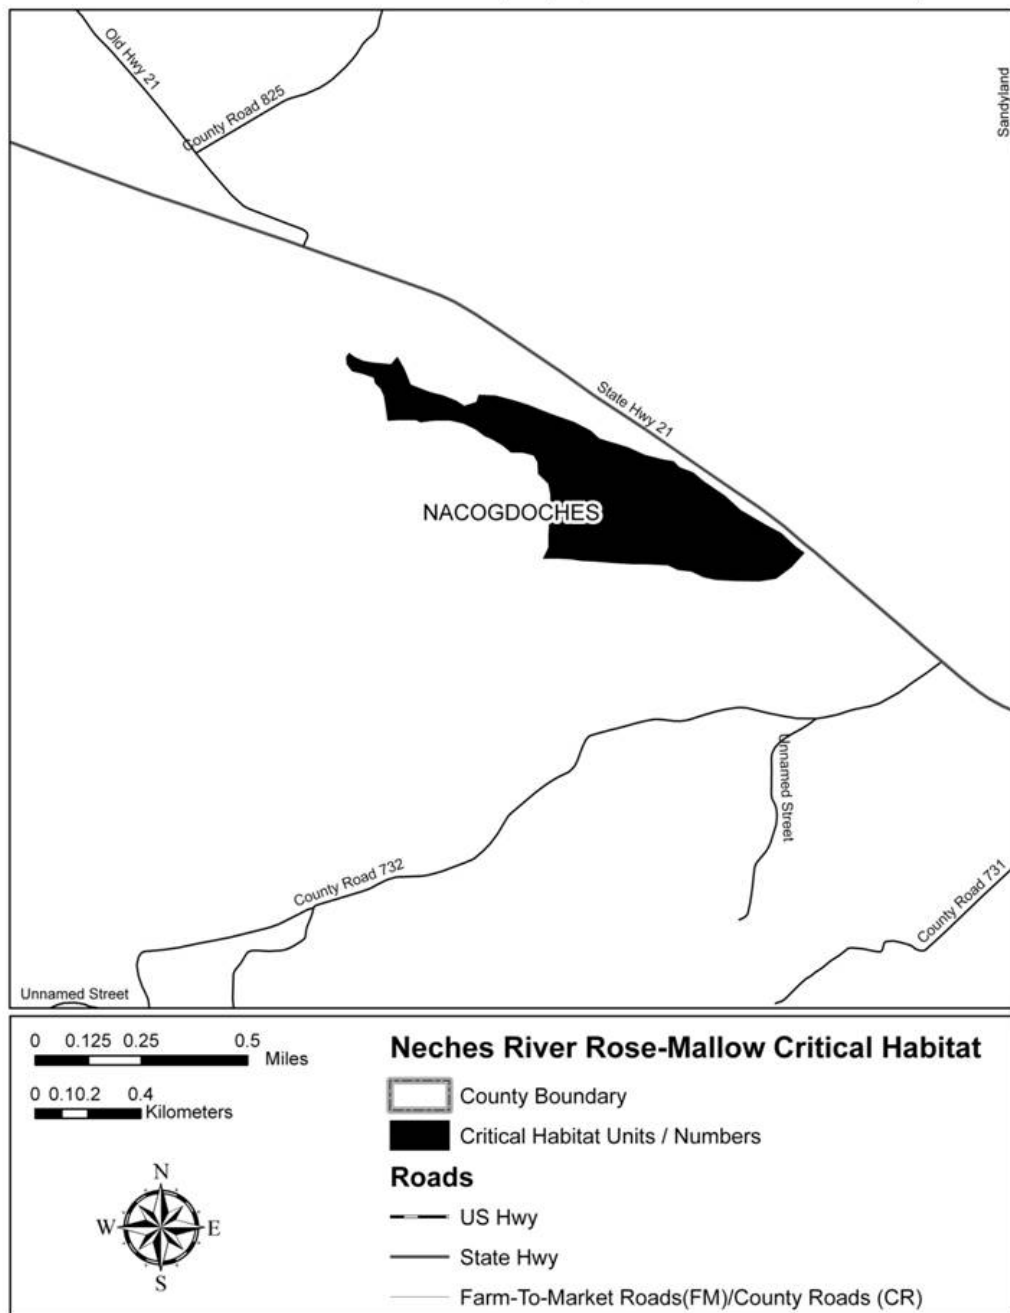 Old Hwy 21
County Road 825
Sandyland
State Hwy 21
NACOGDOCHES
Unnamed Street
County Road 732
County Road 731
Unnamed Street
0 0.125 0.25 0.5
Miles
0 0.10.2 0.4
Kilometers
N
W E
S
Neches River Rose-Mallow Critical Habitat
County Boundary
Critical Habitat Units / Numbers
Roads
US Hwy
State Hwy
Farm-To-Market Roads(FM)/County Roads (CR)